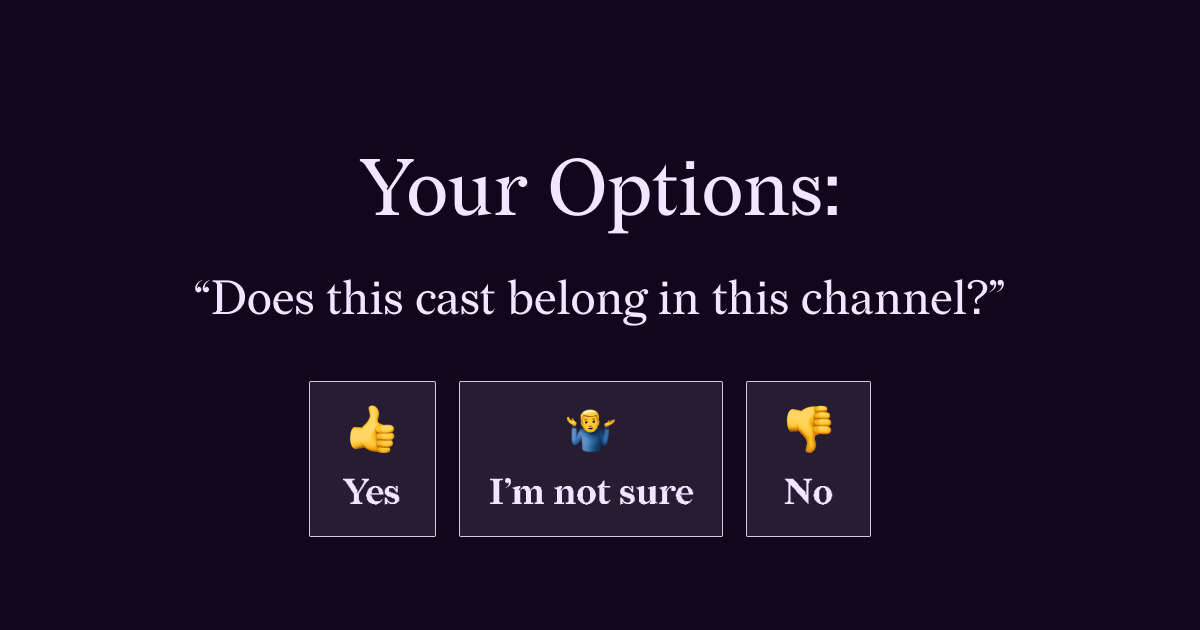 Your Options:
“Does this cast belong in this channel?”
Yes
I’m not sure
No